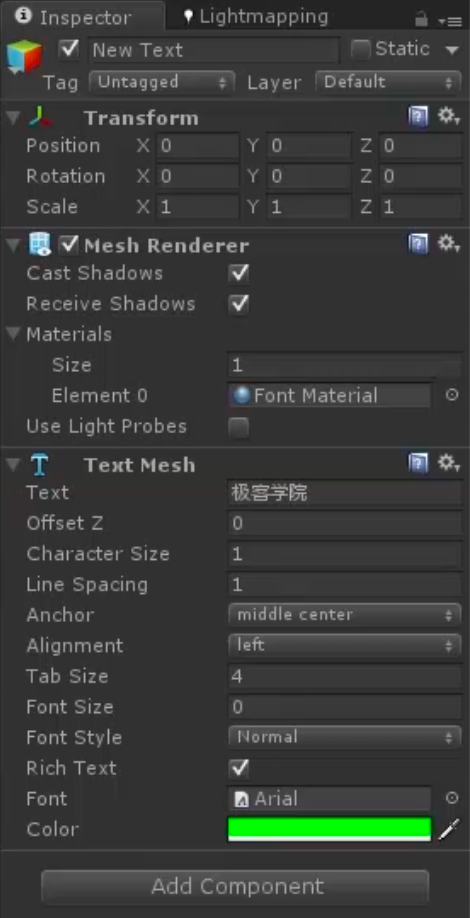 Inspector Lightmapping
New Text Static
Tag Untagged Layer Default
Transform
Position X 0 Y 0 Z 0
Rotation X 0 Y 0 Z 0
Scale X 1 Y 1 Z 1
Mesh Renderer
Cast Shadows
Receive Shadows
Materials
Size 1
Element 0 Font Material
Use Light Probes
Text Mesh
Text 极客学院
Offset Z 0
Character Size 1
Line Spacing 1
Anchor middle center
Alignment left
Tab Size 4
Font Size 0
Font Style Normal
Rich Text
Font Arial
Color
Add Component